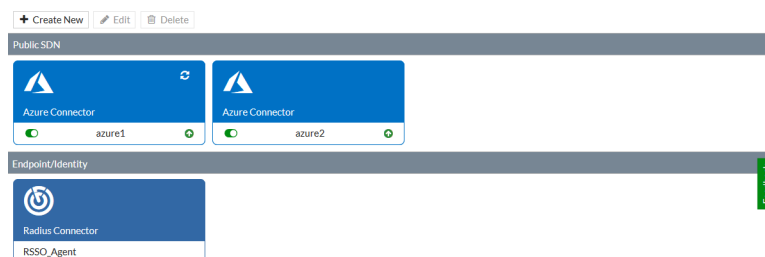 + Create New Edit Delete
Public SDN
Azure Connector Azure Connector
azure1 azure2
Endpoint/Identity
Radius Connector
RSSO_Agent